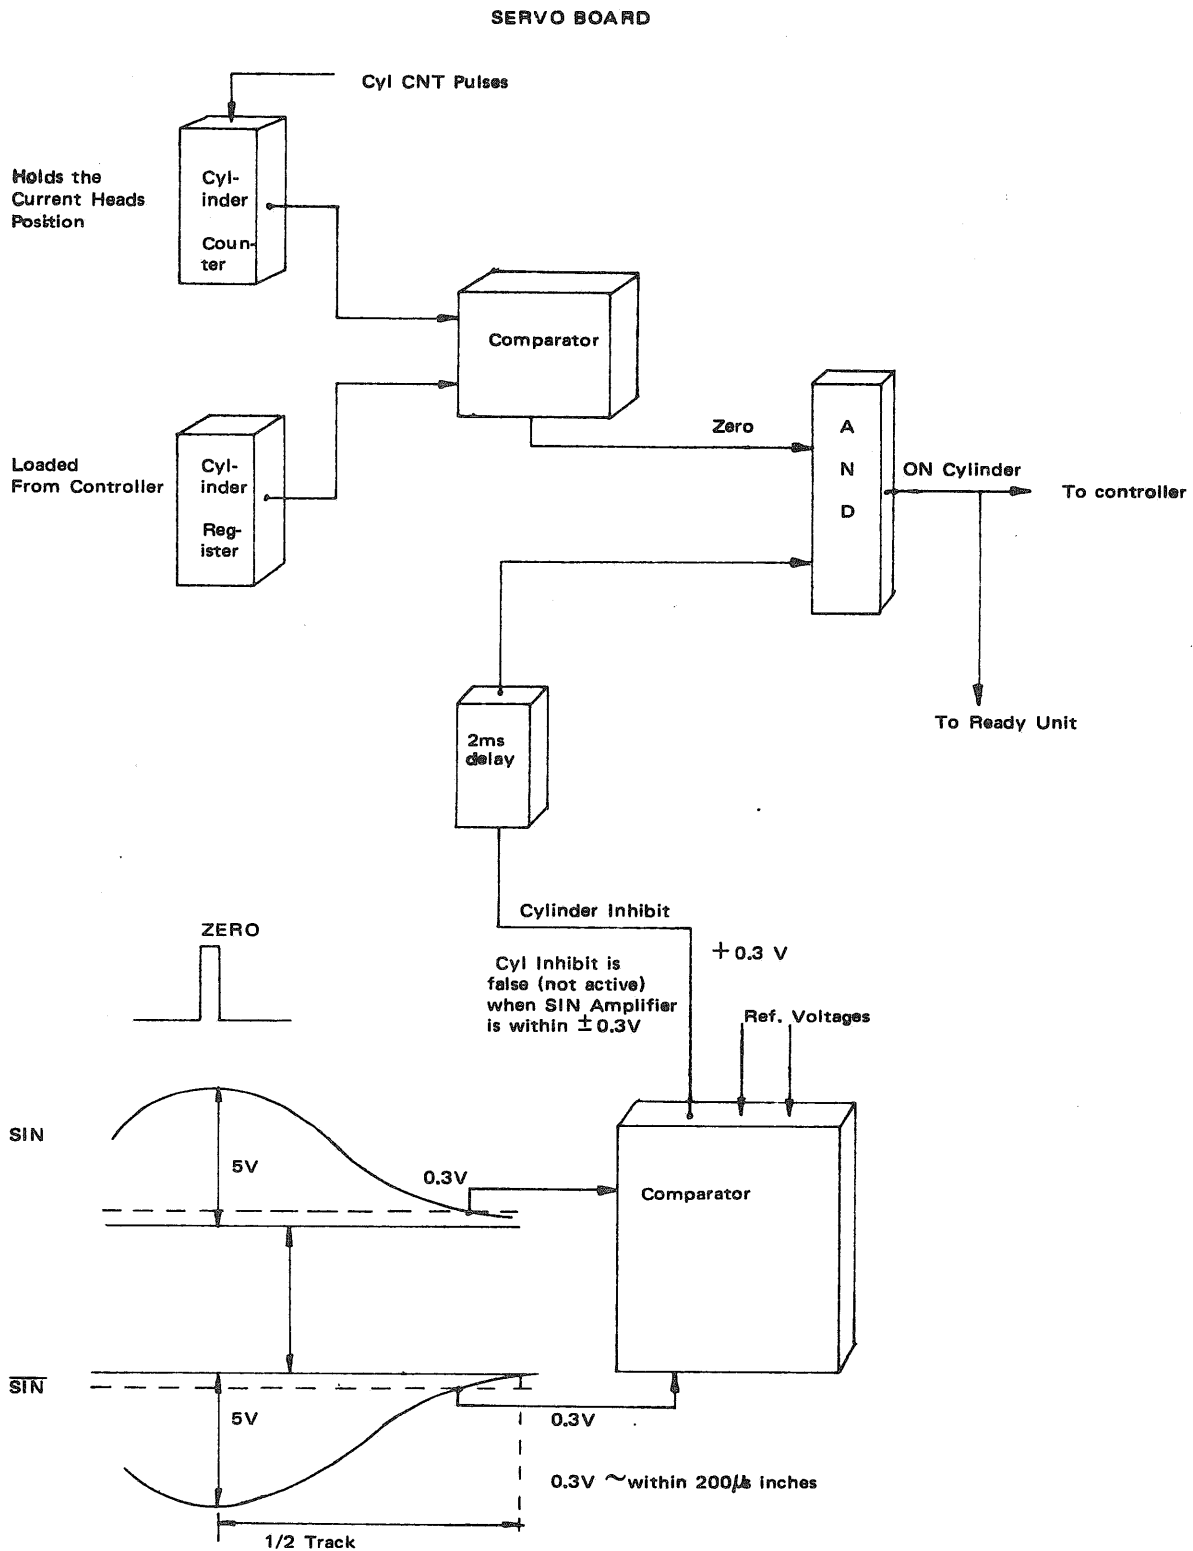 SERVO BOARD
Cyl CNT Pulses
Holds the
Current Heads
Position
Cyl-
inder
Coun-
ter
Comparator
Loaded
From Controller
Cyl-
inder
Reg-
ister
Zero
A
N
D
ON Cylinder
To controller
To Ready Unit
2ms
delay
Cylinder Inhibit
+0.3 V
Cyl Inhibit is
false (not active)
when SIN Amplifier
is within ±0.3V
Ref. Voltages
ZERO
SIN
5V
0.3V
Comparator
S̅I̅N̅
5V
0.3V
0.3V ~within 200μs inches
1/2 Track